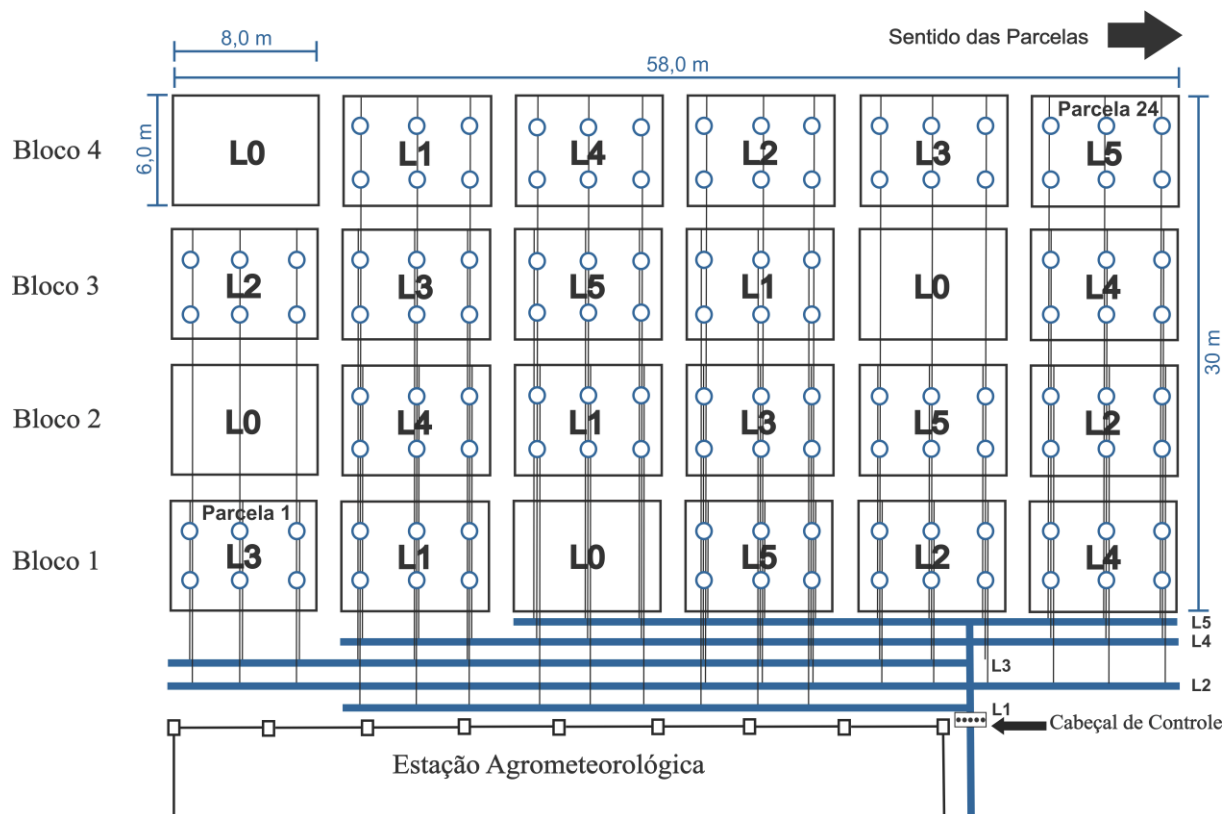 Sentido das Parcelas
8,0 m
58,0 m
Bloco 4
6,0 m
L0
L1
L4
L2
L3
Parcela 24
L5
Bloco 3
L2
L3
L5
L1
L0
L4
30 m
Bloco 2
L0
L4
L1
L3
L5
L2
Bloco 1
Parcela 1
L3
L1
L0
L5
L2
L4
L5
L4
L3
L2
L1
Cabeçal de Controle
Estação Agrometeorológica